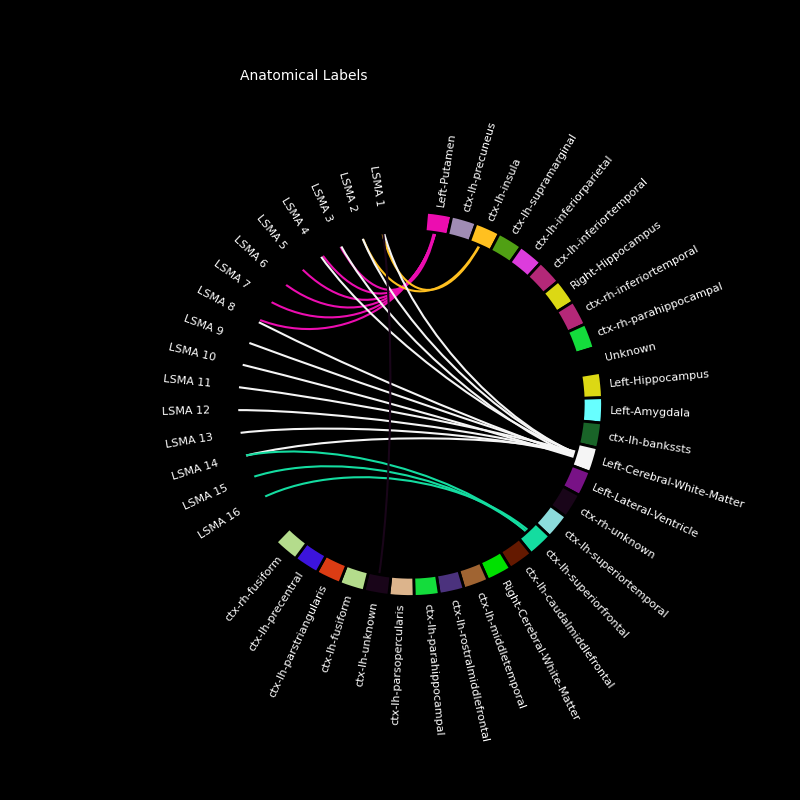 Anatomical Labels
LSMA 1
LSMA 2
LSMA 3
LSMA 4
LSMA 5
LSMA 6
LSMA 7
LSMA 8
LSMA 9
LSMA 10
LSMA 11
LSMA 12
LSMA 13
LSMA 14
LSMA 15
LSMA 16
Left-Putamen
ctx-lh-precuneus
ctx-lh-insula
ctx-lh-supramarginal
ctx-lh-inferiorparietal
ctx-lh-inferiortemporal
Right-Hippocampus
ctx-rh-inferiortemporal
ctx-rh-parahippocampal
Unknown
Left-Hippocampus
Left-Amygdala
ctx-lh-bankssts
Left-Cerebral-White-Matter
Left-Lateral-Ventricle
ctx-rh-unknown
ctx-lh-superiortemporal
ctx-lh-superiorfrontal
ctx-lh-caudalmiddlefrontal
Right-Cerebral-White-Matter
ctx-lh-middletemporal
ctx-lh-rostralmiddlefrontal
ctx-lh-parahippocampal
ctx-lh-parsopercularis
ctx-lh-unknown
ctx-lh-fusiform
ctx-lh-parstriangularis
ctx-lh-precentral
ctx-rh-fusiform